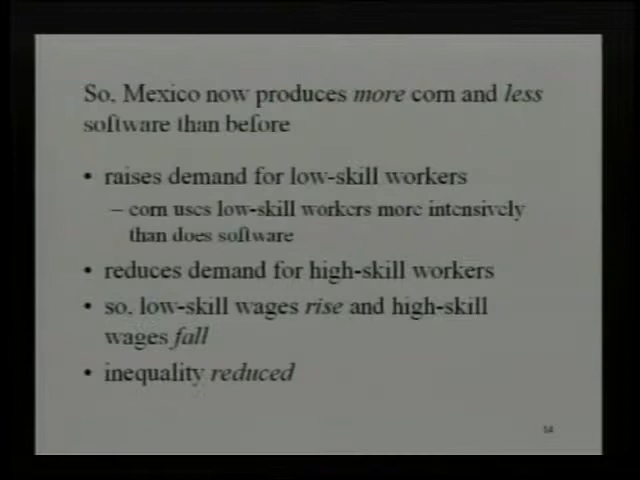 So, Mexico now produces more corn and less
software than before
• raises demand for low-skill workers
– corn uses low-skill workers more intensively
than does software
• reduces demand for high-skill workers
• so, low-skill wages rise and high-skill
wages fall
• inequality reduced
14